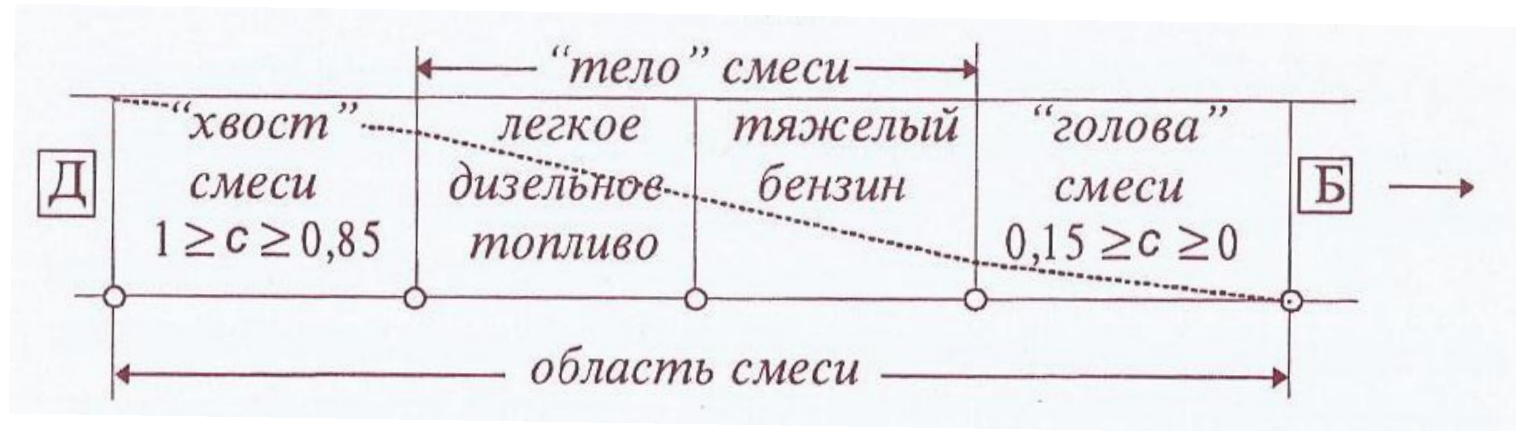 “тело” смеси
“хвост”
смеси
1 ≥ c ≥ 0,85
легкое
дизельное
топливо
тяжелый
бензин
“голова”
смеси
0,15 ≥ c ≥ 0
Д
Б
область смеси